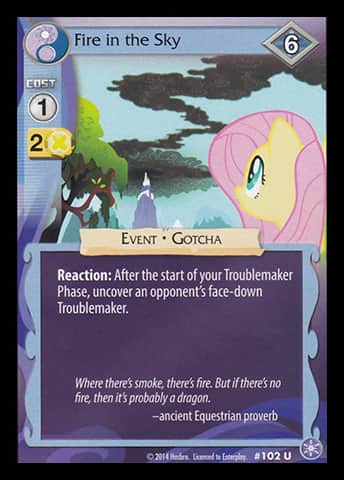 Fire in the Sky
6
COST
1
2
EVENT • GOTCHA
Reaction: After the start of your Troublemaker
Phase, uncover an opponent's face-down
Troublemaker.
Where there's smoke, there's fire. But if there's no
fire, then it's probably a dragon.
–ancient Equestrian proverb
© 2014 Hasbro. Licensed to Enterplay. #102 U